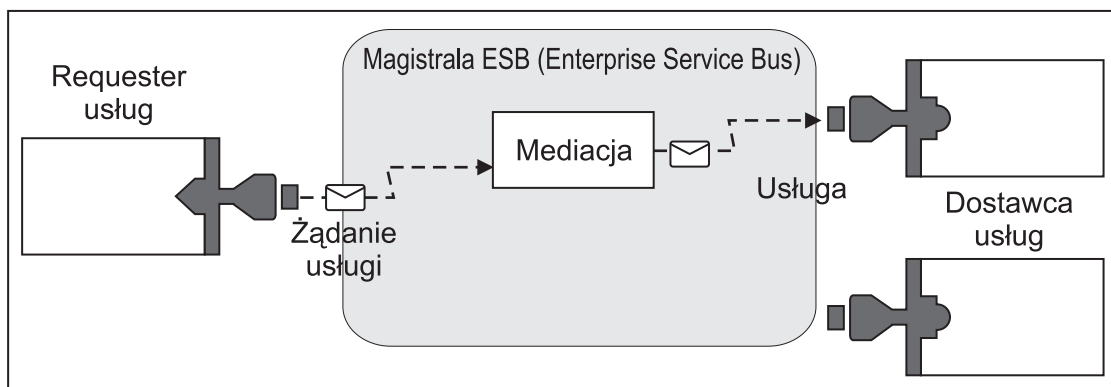 Magistrala ESB (Enterprise Service Bus)
Requester
usług
Mediacja
Żądanie
usługi
Usługa
Dostawca
usług